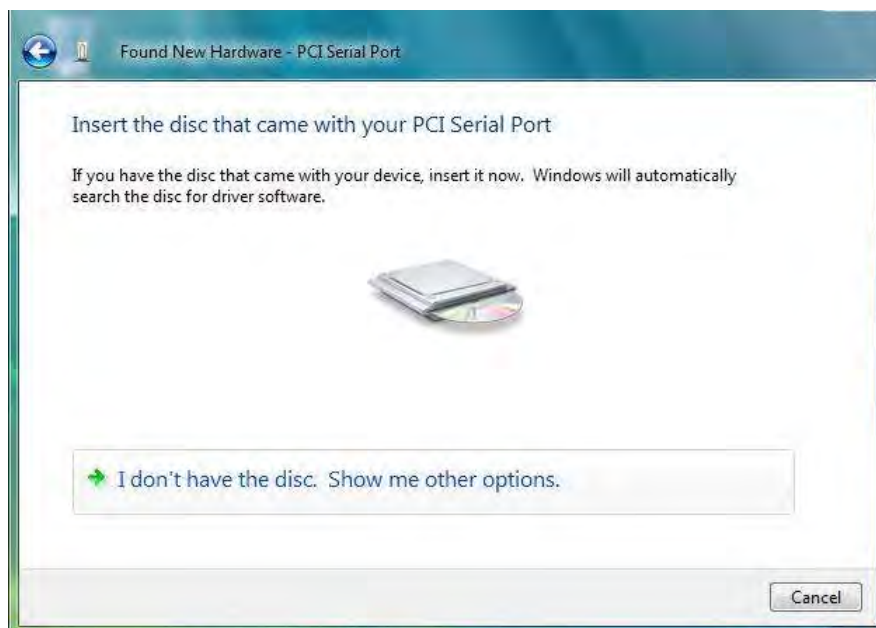 Found New Hardware - PCI Serial Port
Insert the disc that came with your PCI Serial Port
If you have the disc that came with your device, insert it now.  Windows will automatically
search the disc for driver software.
I don't have the disc.  Show me other options.
Cancel